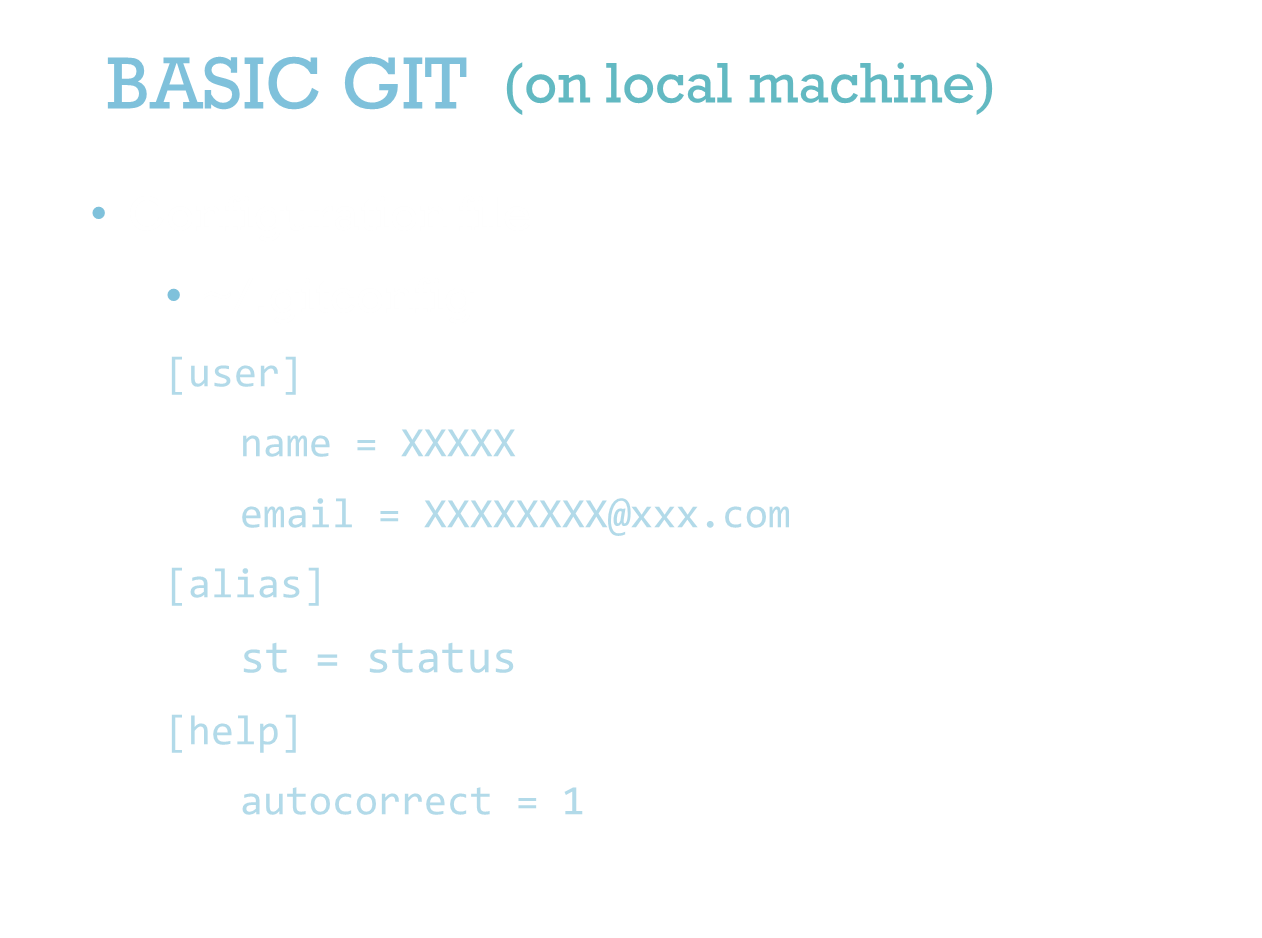 BASIC GIT (on local machine)
•
•
[user]
name = XXXXX
email = XXXXXXXX@xxx.com
[alias]
st = status
[help]
autocorrect = 1